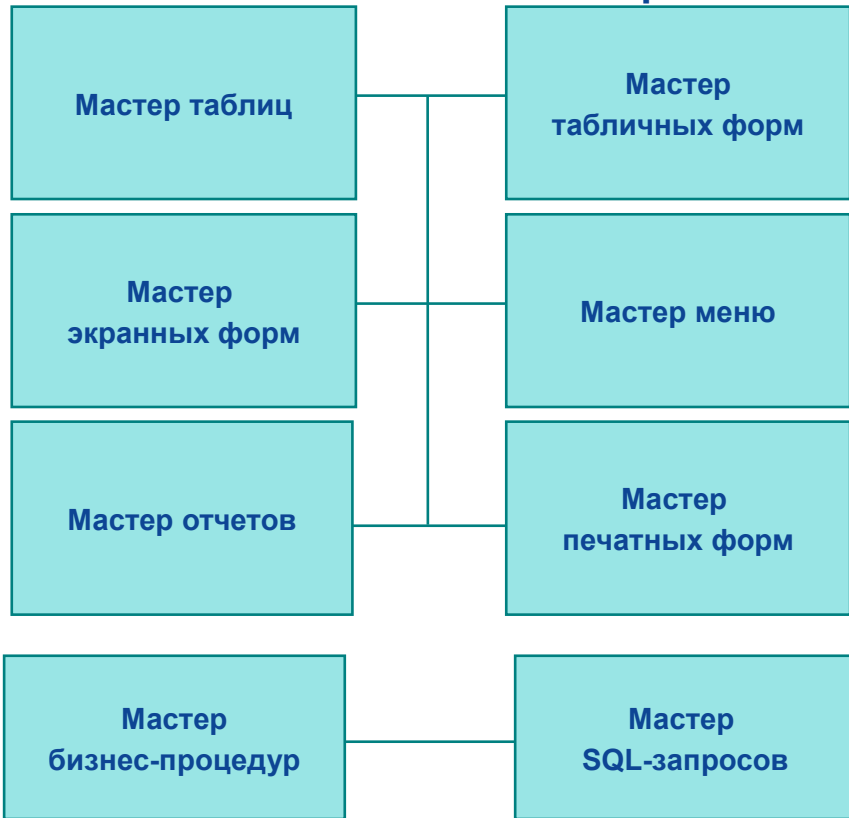 Мастер таблиц
Мастер
табличных форм
Мастер
экранных форм
Мастер меню
Мастер отчетов
Мастер
печатных форм
Мастер
бизнес-процедур
Мастер
SQL-запросов